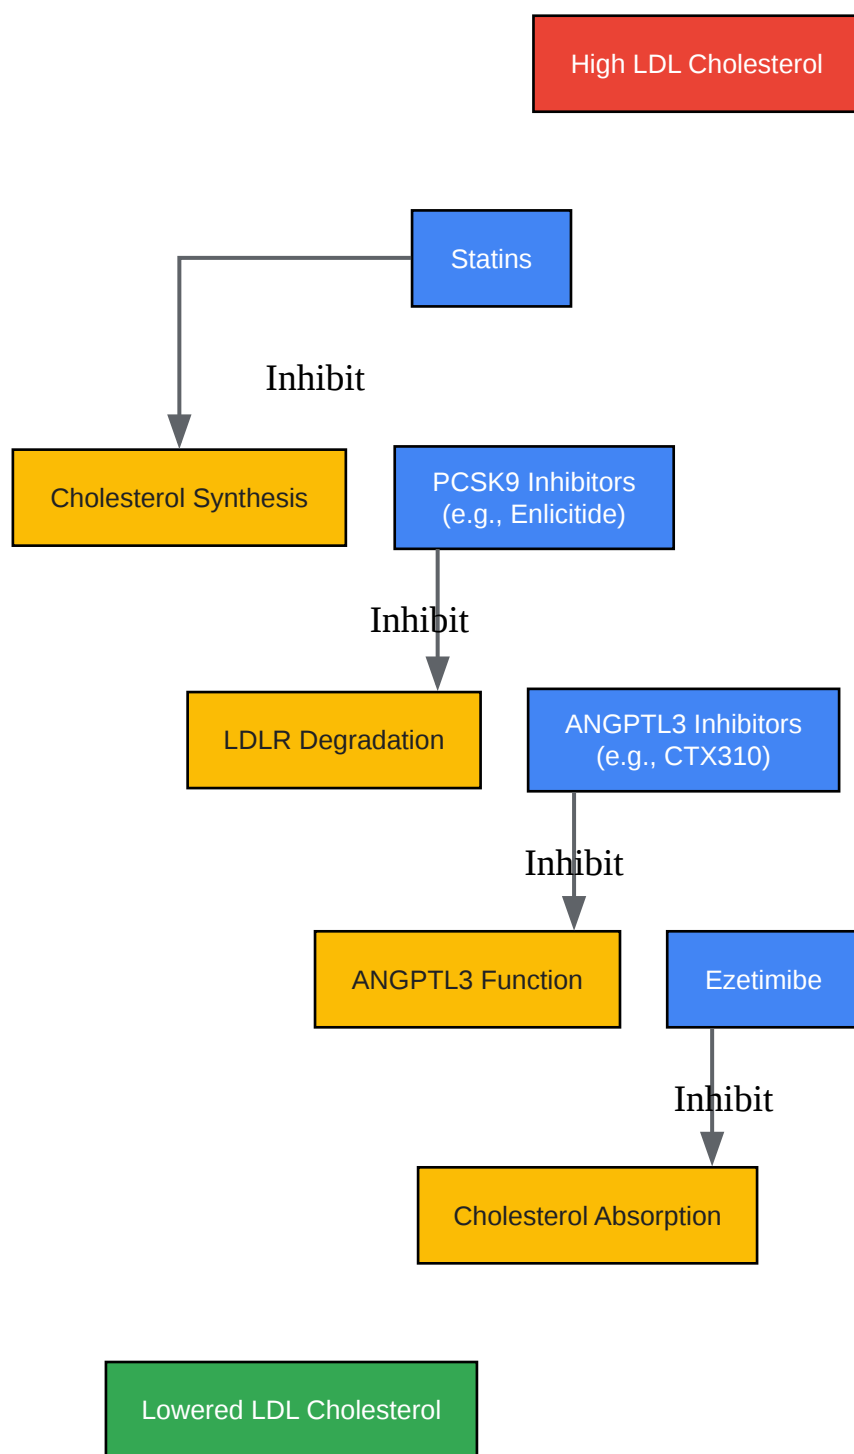 High LDL Cholesterol
Statins
Inhibit
Cholesterol Synthesis
PCSK9 Inhibitors
(e.g., Enlicitide)
Inhibit
LDLR Degradation
ANGPTL3 Inhibitors
(e.g., CTX310)
Inhibit
ANGPTL3 Function
Ezetimibe
Inhibit
Cholesterol Absorption
Lowered LDL Cholesterol